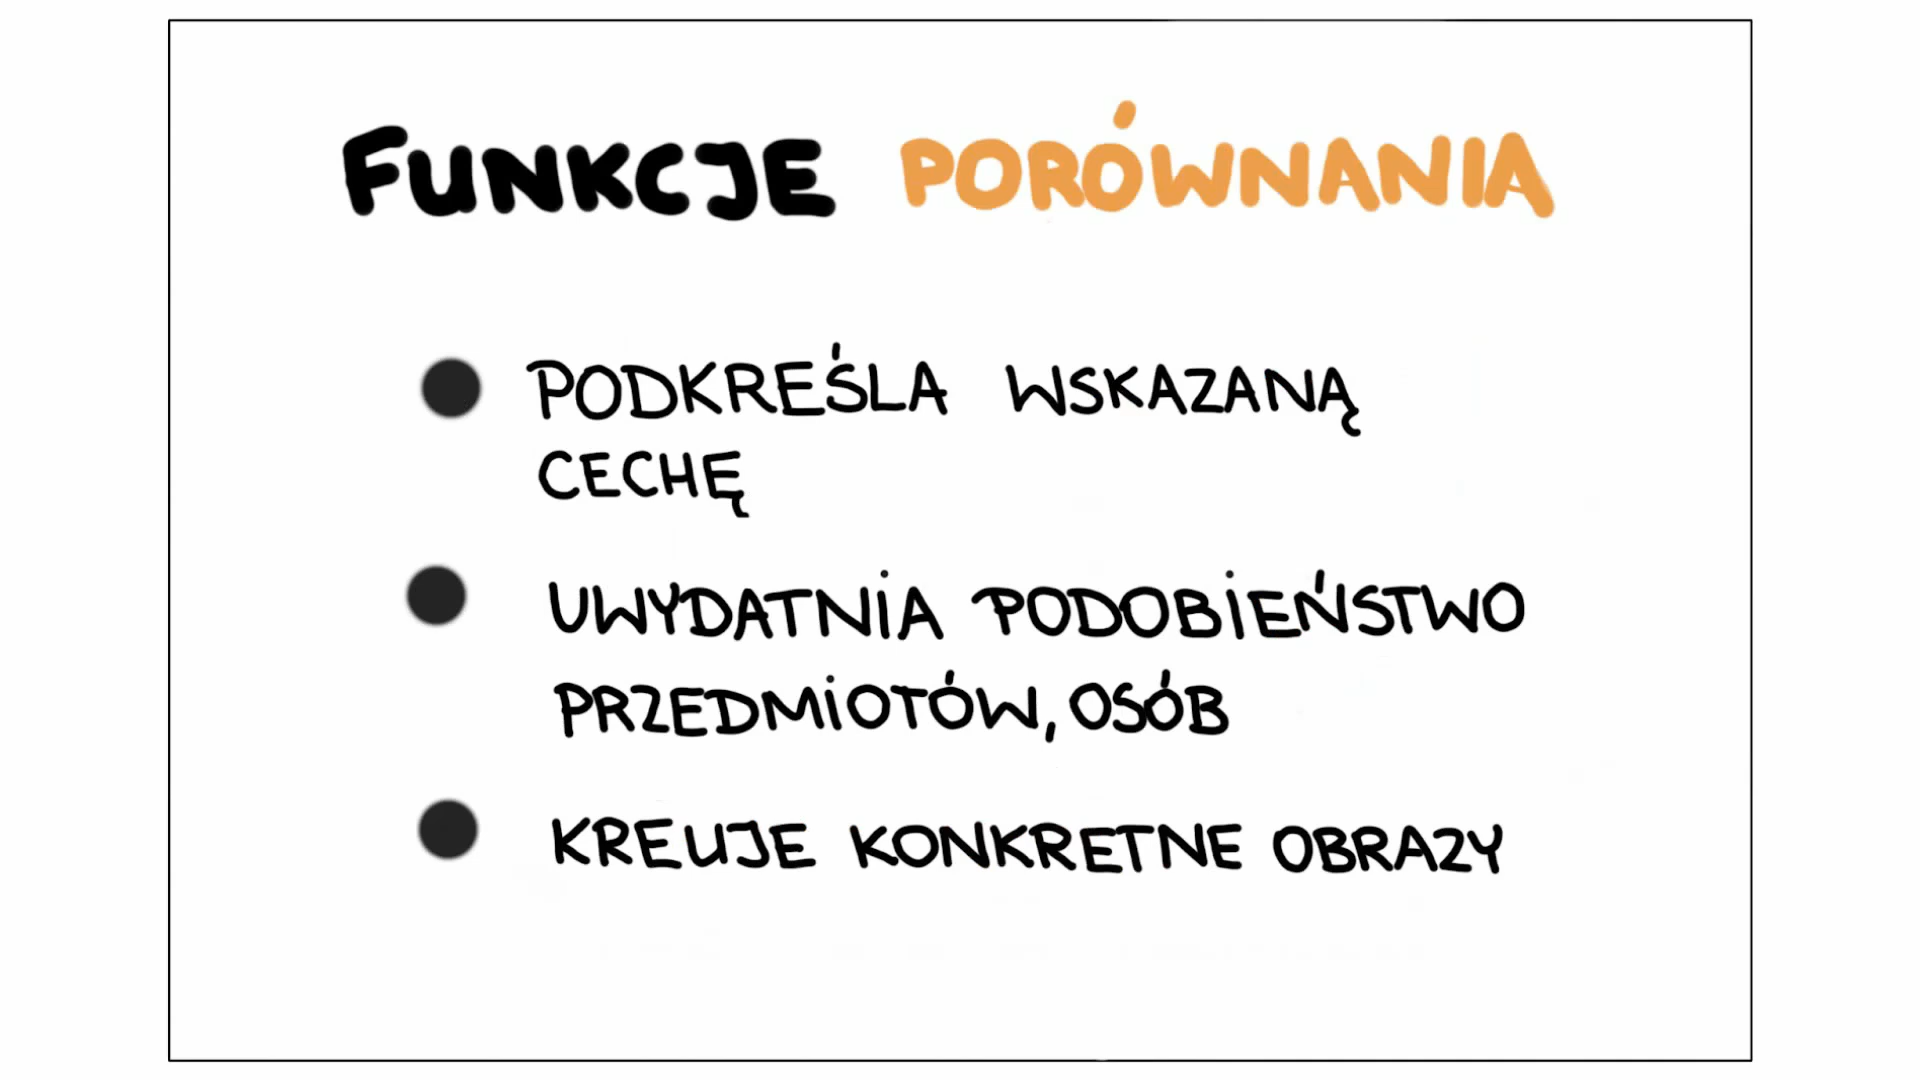 FUNKCJE PORÓWNANIA
● PODKREŚLA WSKAZANĄ
CECHĘ
● UWYDATNIA PODOBIEŃSTWO
PRZEDMIOTÓW, OSÓB
● KREUJE KONKRETNE OBRAZY